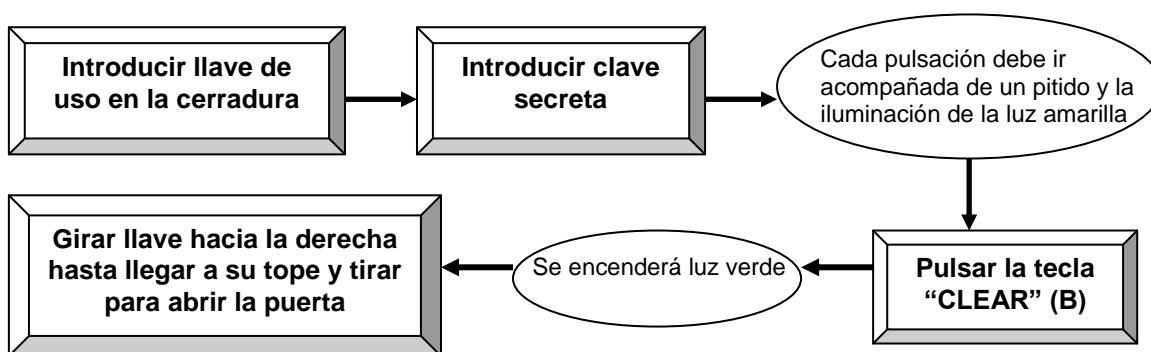 Introducir llave de
uso en la cerradura
Introducir clave
secreta
Cada pulsación debe ir
acompañada de un pitido y la
iluminación de la luz amarilla
Pulsar la tecla
“CLEAR” (B)
Se encenderá luz verde
Girar llave hacia la derecha
hasta llegar a su tope y tirar
para abrir la puerta